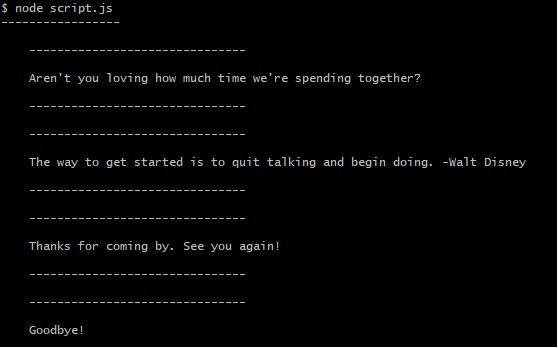 $ node script.js
-----------------
-------------------------------
Aren't you loving how much time we're spending together?
-------------------------------
-------------------------------
The way to get started is to quit talking and begin doing. -Walt Disney
-------------------------------
-------------------------------
Thanks for coming by. See you again!
-------------------------------
-------------------------------
Goodbye!